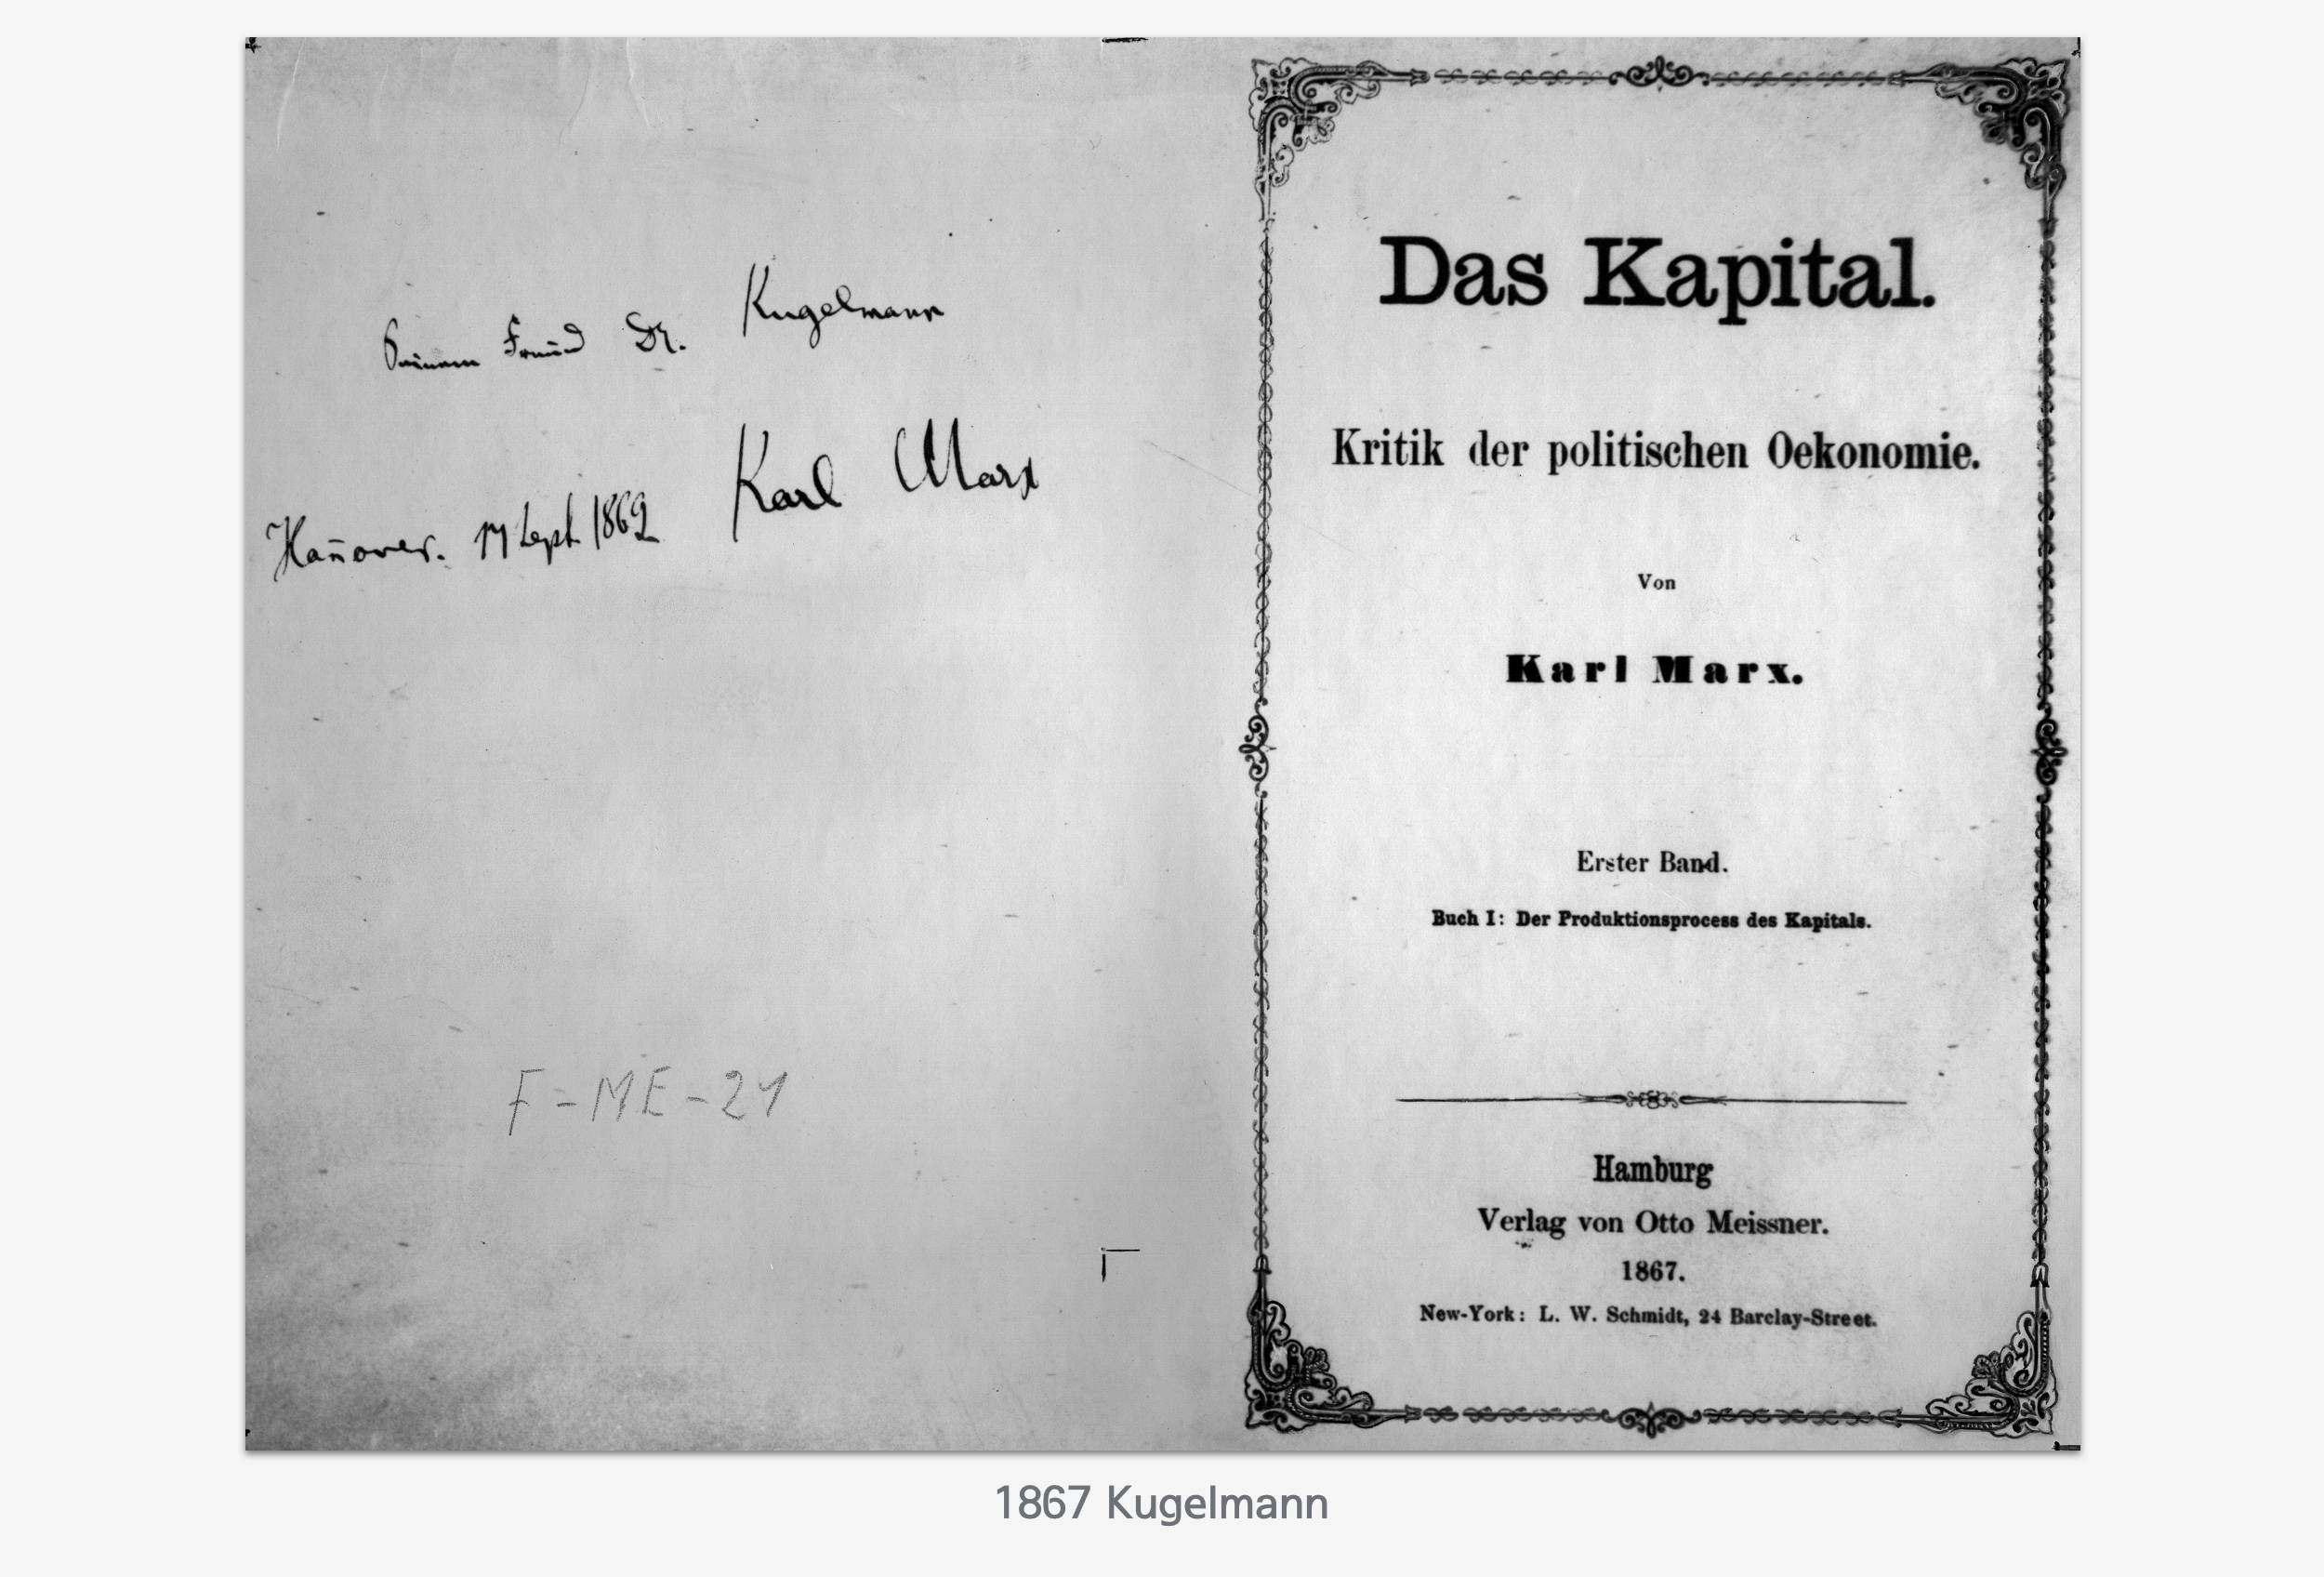 Seinem Freund Dr. Kugelmann
Karl Marx
Hannover. 17 Sept 1869
F-ME-21
Das Kapital.
Kritik der politischen Oekonomie.
Von
Karl Marx.
Erster Band.
Buch I: Der Produktionsprocess des Kapitals.
Hamburg
Verlag von Otto Meissner.
1867.
New-York: L. W. Schmidt, 24 Barclay-Street.
1867 Kugelmann